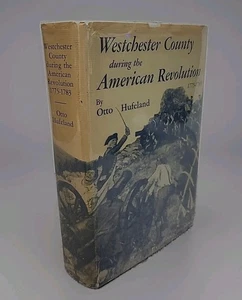 Westchester
County
during the
American
Revolution
1775-1783
Otto
Hufeland
Westchester County
during the
American Revolution
By
Otto Hufeland